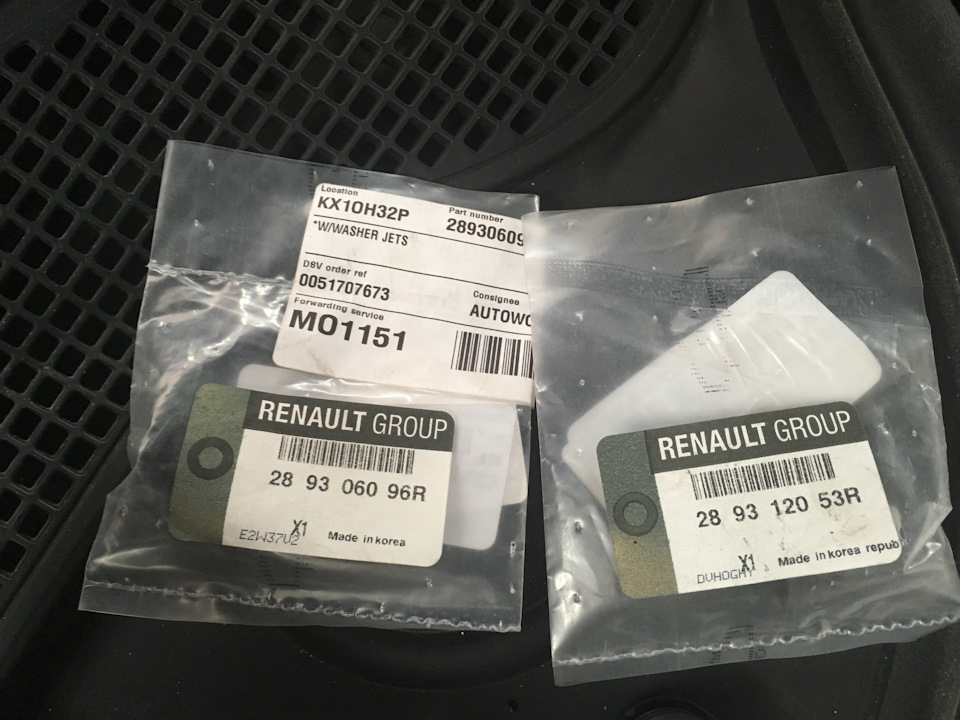 Location
KX10H32P
Part number
28930609
*W/WASHER JETS
DSV order ref
0051707673
Consignee
AUTOWO
Forwarding service
MO1151
RENAULT GROUP
28 93 060 96R
X1
E2W37U2
Made in korea
RENAULT GROUP
28 93 120 53R
X1
Made in korea repub